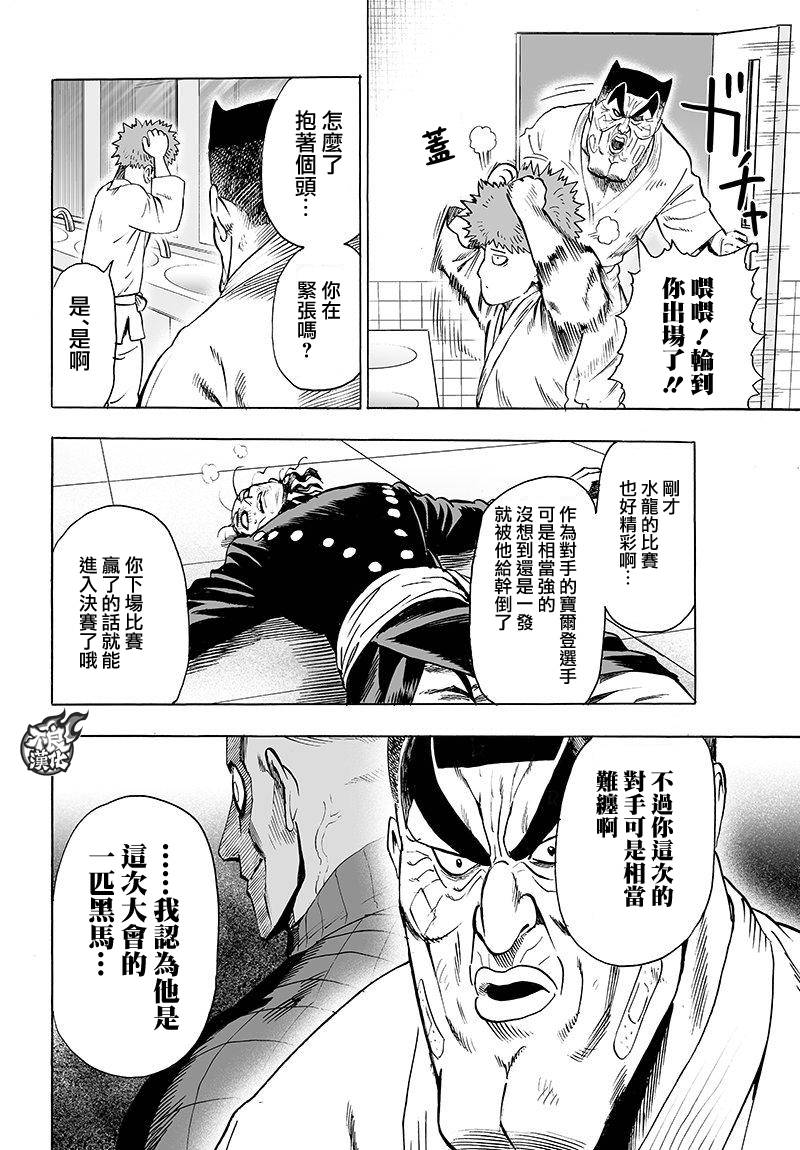 ガチャ
喂喂！輪到
你出場了!!
蓋
怎麼了
抱著個頭…
你在
緊張嗎？
是、是啊
剛才
水龍的比賽
也好精彩啊…
作為對手的寶爾登選手
可是相當強的
沒想到還是一發
就被他給幹倒了
你下場比賽
贏了的話就能
進入決賽了哦
不過你這次的
對手可是相當
難纏啊
……我認為他是
這次大會的
一匹黑馬…
狼
漢化